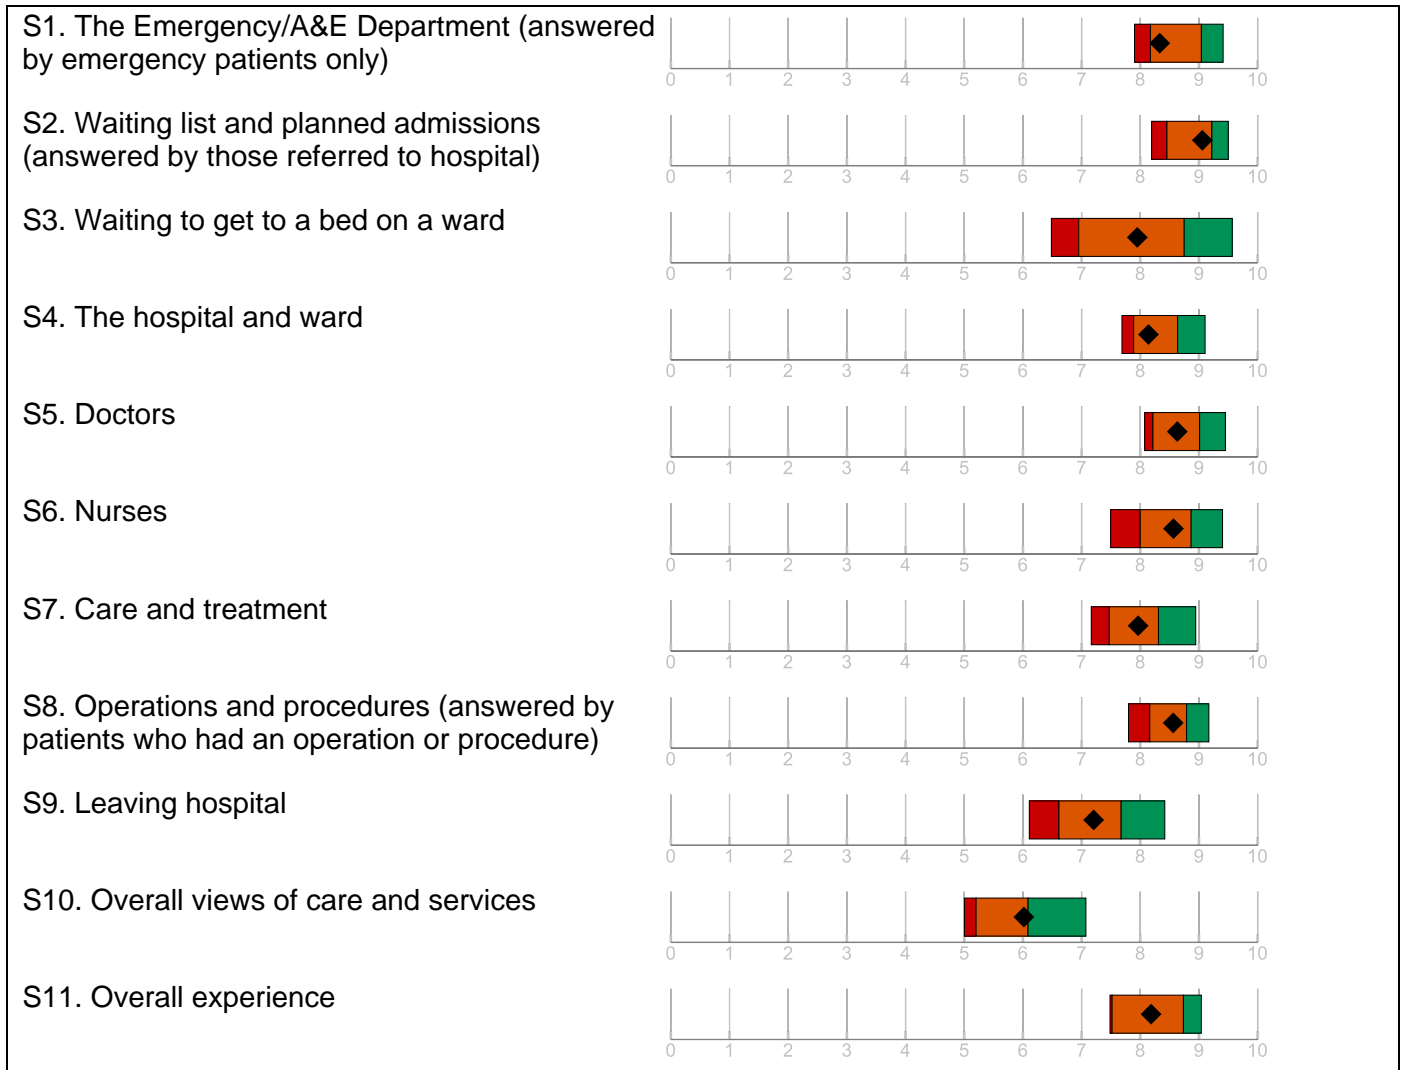 S1. The Emergency/A&E Department (answered
by emergency patients only)
0 1 2 3 4 5 6 7 8 9 10
S2. Waiting list and planned admissions
(answered by those referred to hospital)
0 1 2 3 4 5 6 7 8 9 10
S3. Waiting to get to a bed on a ward
0 1 2 3 4 5 6 7 8 9 10
S4. The hospital and ward
0 1 2 3 4 5 6 7 8 9 10
S5. Doctors
0 1 2 3 4 5 6 7 8 9 10
S6. Nurses
0 1 2 3 4 5 6 7 8 9 10
S7. Care and treatment
0 1 2 3 4 5 6 7 8 9 10
S8. Operations and procedures (answered by
patients who had an operation or procedure)
0 1 2 3 4 5 6 7 8 9 10
S9. Leaving hospital
0 1 2 3 4 5 6 7 8 9 10
S10. Overall views of care and services
0 1 2 3 4 5 6 7 8 9 10
S11. Overall experience
0 1 2 3 4 5 6 7 8 9 10